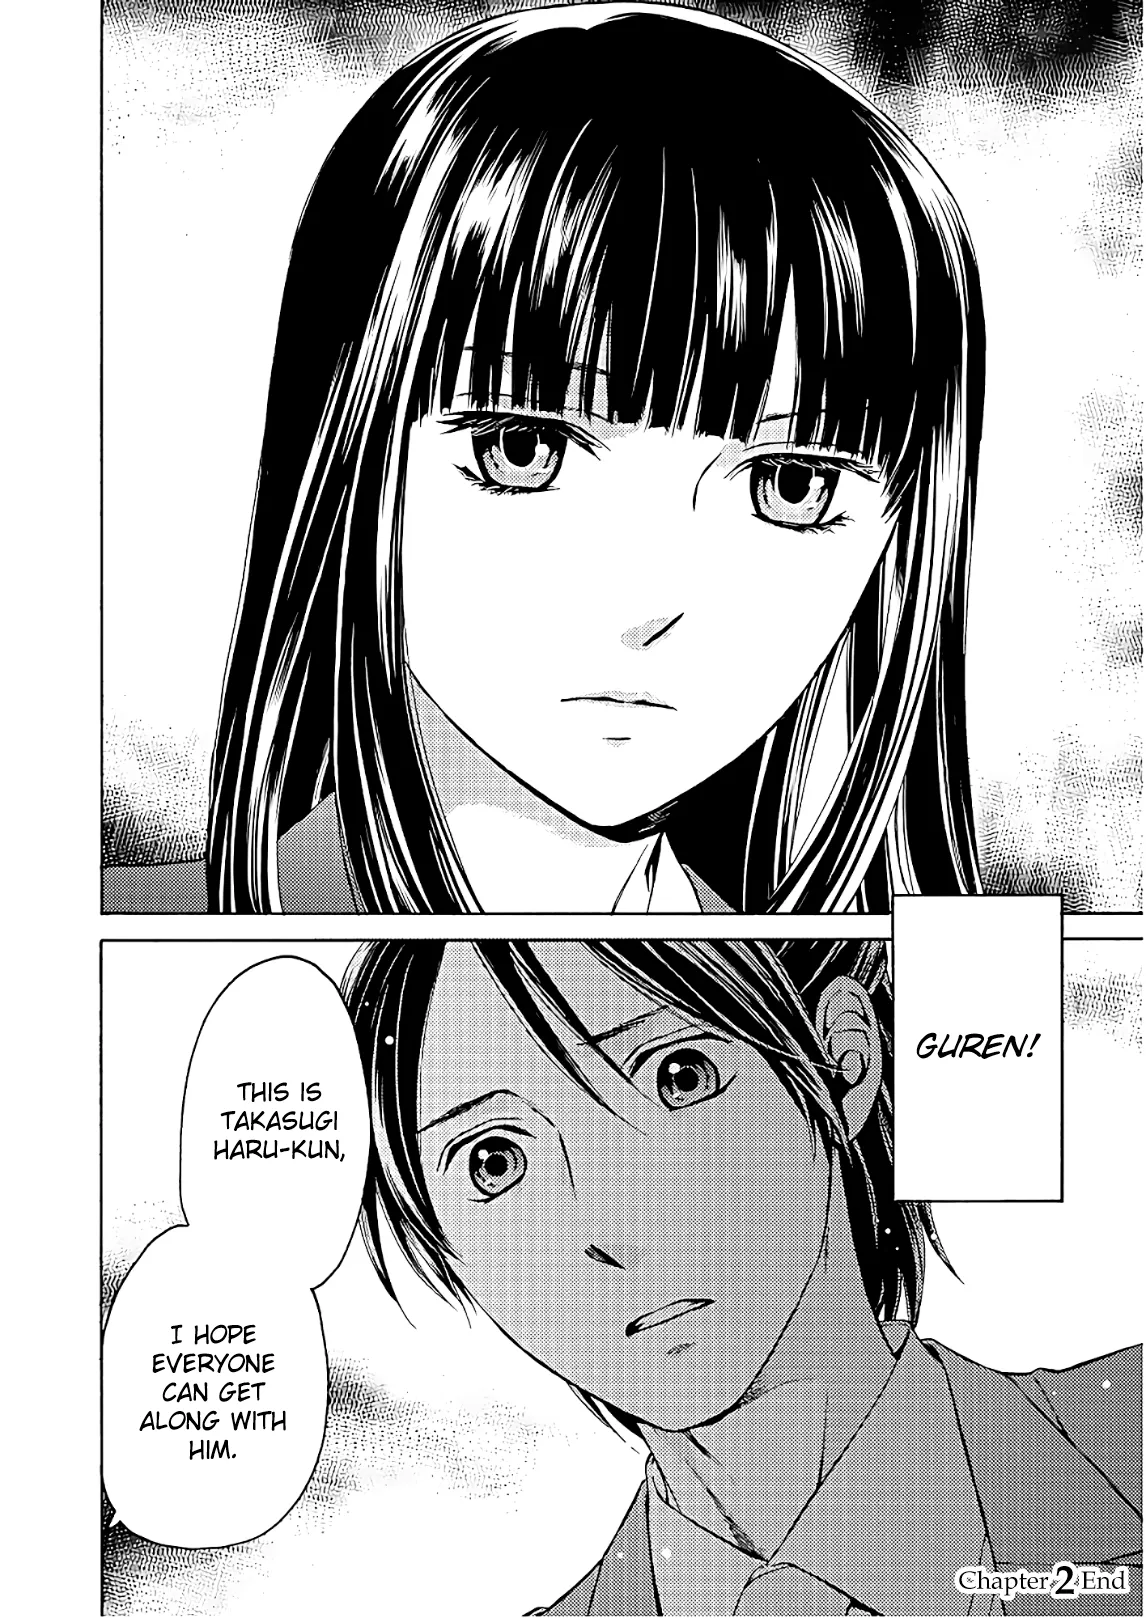 GUREN!
THIS IS
TAKASUGI
HARU-KUN,
I HOPE
EVERYONE
CAN GET
ALONG WITH
HIM.
Chapter 2 End